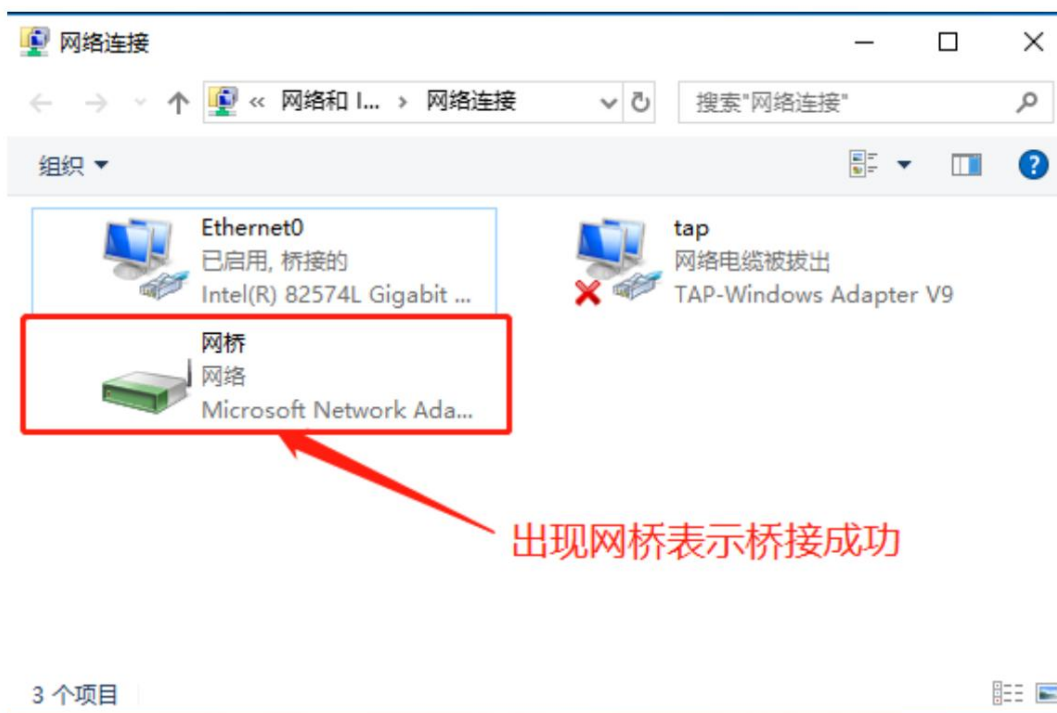 网络连接
« 网络和 I... › 网络连接
搜索"网络连接"
组织
Ethernet0
已启用, 桥接的
Intel(R) 82574L Gigabit ...
tap
网络电缆被拔出
TAP-Windows Adapter V9
网桥
网络
Microsoft Network Ada...
出现网桥表示桥接成功
3 个项目